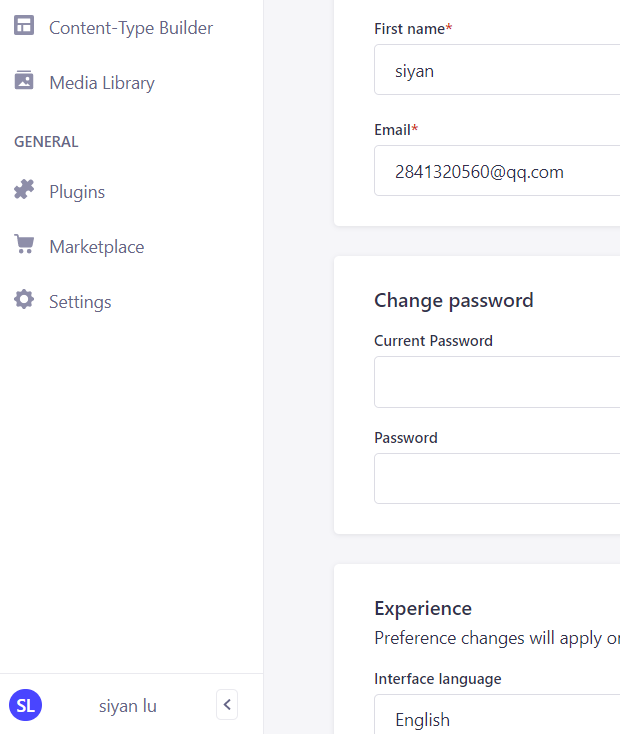 Content-Type Builder
Media Library
GENERAL
Plugins
Marketplace
Settings
SL
siyan lu
First name*
siyan
Email*
2841320560@qq.com
Change password
Current Password
Password
Experience
Preference changes will apply
Interface language
English